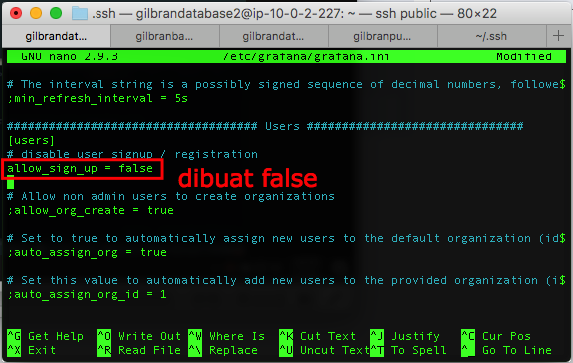 .ssh — gilbrandatabase2@ip-10-0-2-227: ~ — ssh public — 80×22
gilbrandat... gilbranba... gilbrandat... gilbranpu... ~/.ssh +
GNU nano 2.9.3 /etc/grafana/grafana.ini Modified
# The interval string is a possibly signed sequence of decimal numbers, followe$
;min_refresh_interval = 5s
#################################### Users ###############################
[users]
# disable user signup / registration
allow_sign_up = false
dibuat false
# Allow non admin users to create organizations
;allow_org_create = true
# Set to true to automatically assign new users to the default organization (id$
;auto_assign_org = true
# Set this value to automatically add new users to the provided organization (i$
;auto_assign_org_id = 1
^G Get Help ^O Write Out ^W Where Is ^K Cut Text ^J Justify ^C Cur Pos
^X Exit ^R Read File ^\ Replace ^U Uncut Text ^T To Spell ^_ Go To Line